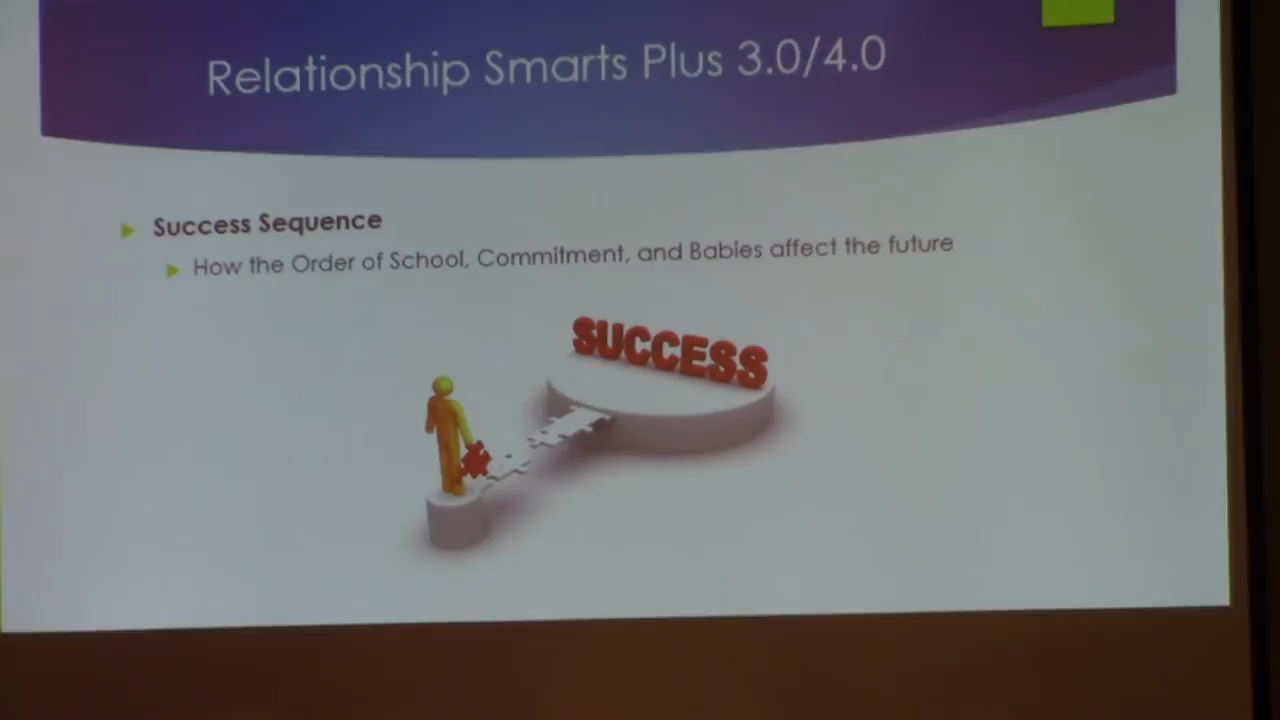 Relationship Smarts Plus 3.0/4.0
Success Sequence
How the Order of School, Commitment, and Babies affect the future
SUCCESS